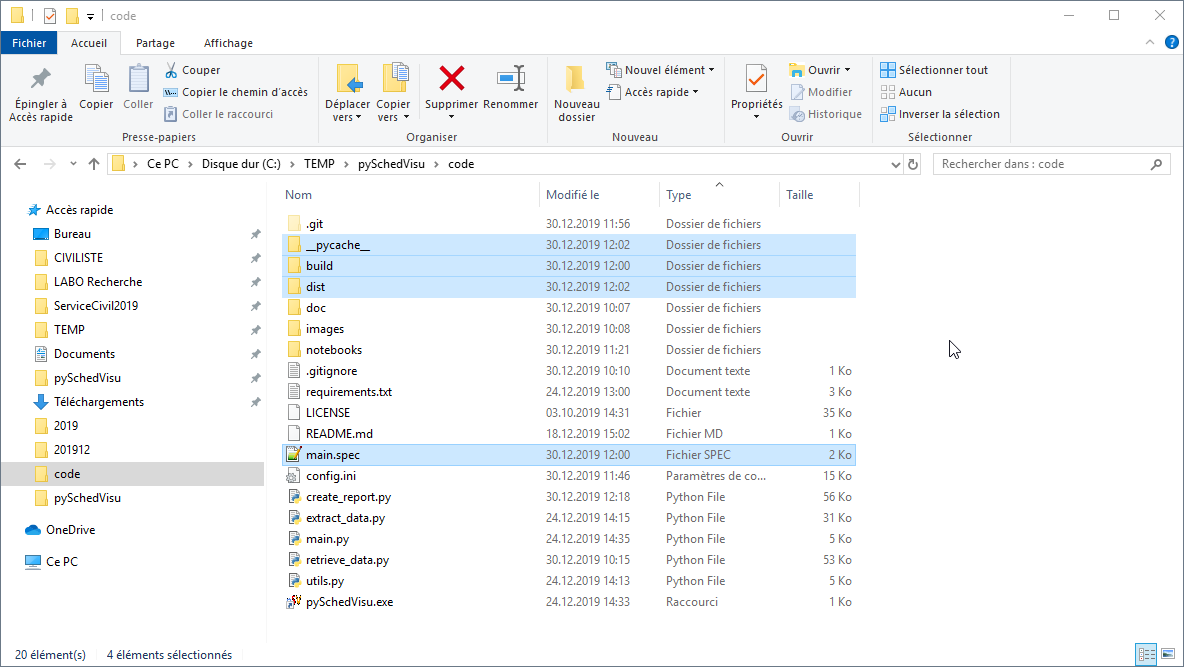 code
Fichier Accueil Partage Affichage
Épingler à Accès rapide
Copier
Coller
Couper
Copier le chemin d'accès
Coller le raccourci
Presse-papiers
Déplacer vers
Copier vers
Supprimer
Renommer
Organiser
Nouveau dossier
Nouvel élément
Accès rapide
Nouveau
Propriétés
Ouvrir
Modifier
Historique
Ouvrir
Sélectionner tout
Aucun
Inverser la sélection
Sélectionner
Ce PC > Disque dur (C:) > TEMP > pySchedVisu > code
Rechercher dans : code
Accès rapide
Bureau
CIVILISTE
LABO Recherche
ServiceCivil2019
TEMP
Documents
pySchedVisu
Téléchargements
2019
201912
code
pySchedVisu
OneDrive
Ce PC
Nom Modifié le Type Taille
.git 30.12.2019 11:56 Dossier de fichiers
__pycache__ 30.12.2019 12:02 Dossier de fichiers
build 30.12.2019 12:00 Dossier de fichiers
dist 30.12.2019 12:02 Dossier de fichiers
doc 30.12.2019 10:07 Dossier de fichiers
images 30.12.2019 10:08 Dossier de fichiers
notebooks 30.12.2019 11:21 Dossier de fichiers
.gitignore 30.12.2019 10:10 Document texte 1 Ko
requirements.txt 24.12.2019 13:00 Document texte 3 Ko
LICENSE 03.10.2019 14:31 Fichier 35 Ko
README.md 18.12.2019 15:02 Fichier MD 1 Ko
main.spec 30.12.2019 12:00 Fichier SPEC 2 Ko
config.ini 30.12.2019 11:46 Paramètres de co... 15 Ko
create_report.py 30.12.2019 12:18 Python File 56 Ko
extract_data.py 24.12.2019 14:15 Python File 31 Ko
main.py 24.12.2019 14:35 Python File 5 Ko
retrieve_data.py 30.12.2019 10:15 Python File 53 Ko
utils.py 24.12.2019 14:13 Python File 5 Ko
pySchedVisu.exe 24.12.2019 14:33 Raccourci 1 Ko
20 élément(s) 4 éléments sélectionnés